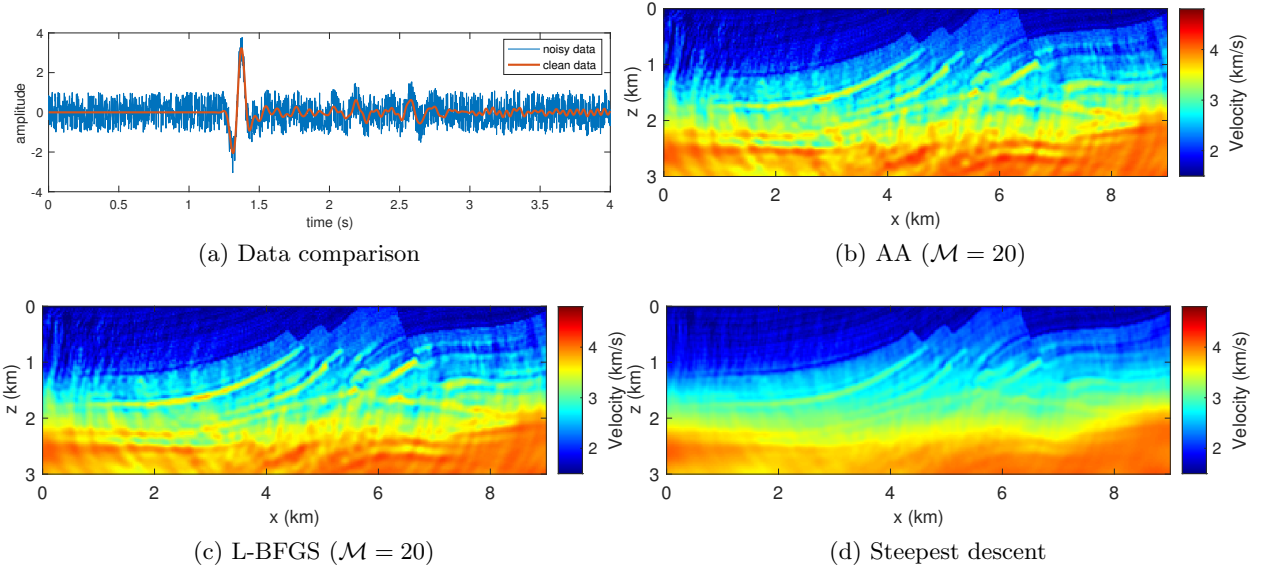 4
2
0
-2
-4
amplitude
noisy data
clean data
0 0.5 1 1.5 2 2.5 3 3.5 4
time (s)
(a) Data comparison
0
1
2
3
z (km)
0 2 4 6 8
x (km)
4
3
2
Velocity (km/s)
(b) AA (ℳ = 20)
0
1
2
3
z (km)
0 2 4 6 8
x (km)
4
3
2
Velocity (km/s)
(c) L-BFGS (ℳ = 20)
0
1
2
3
z (km)
0 2 4 6 8
x (km)
4
3
2
Velocity (km/s)
(d) Steepest descent